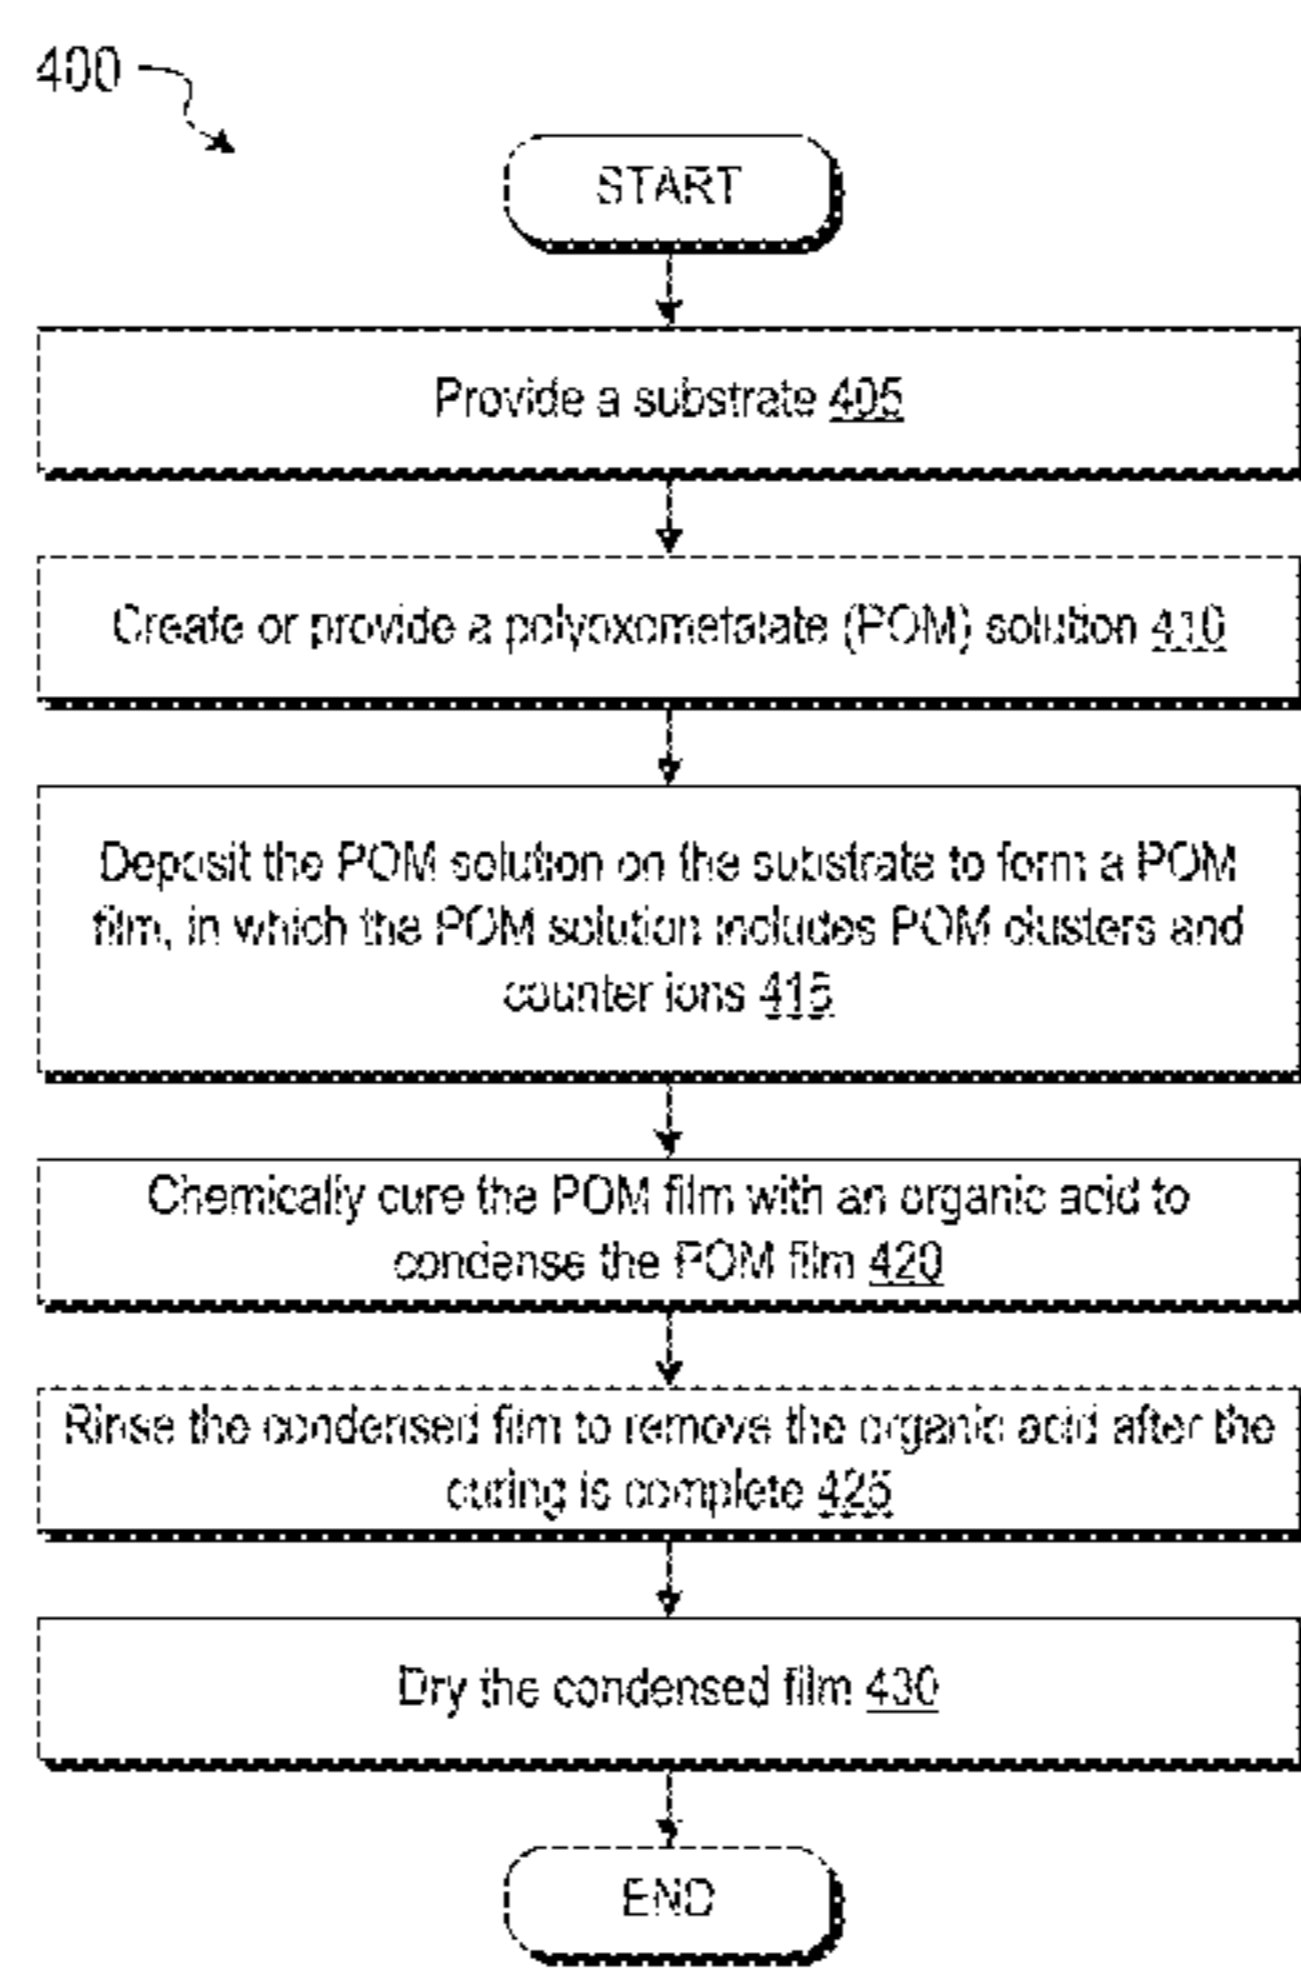 400
START
Provide a substrate 405
Create or provide a polyoxometalate (POM) solution 410
Deposit the POM solution on the substrate to form a POM
film, in which the POM solution includes POM clusters and
counter ions 415
Chemically cure the POM film with an organic acid to
condense the POM film 420
Rinse the condensed film to remove the organic acid after the
curing is complete 425
Dry the condensed film 430
END